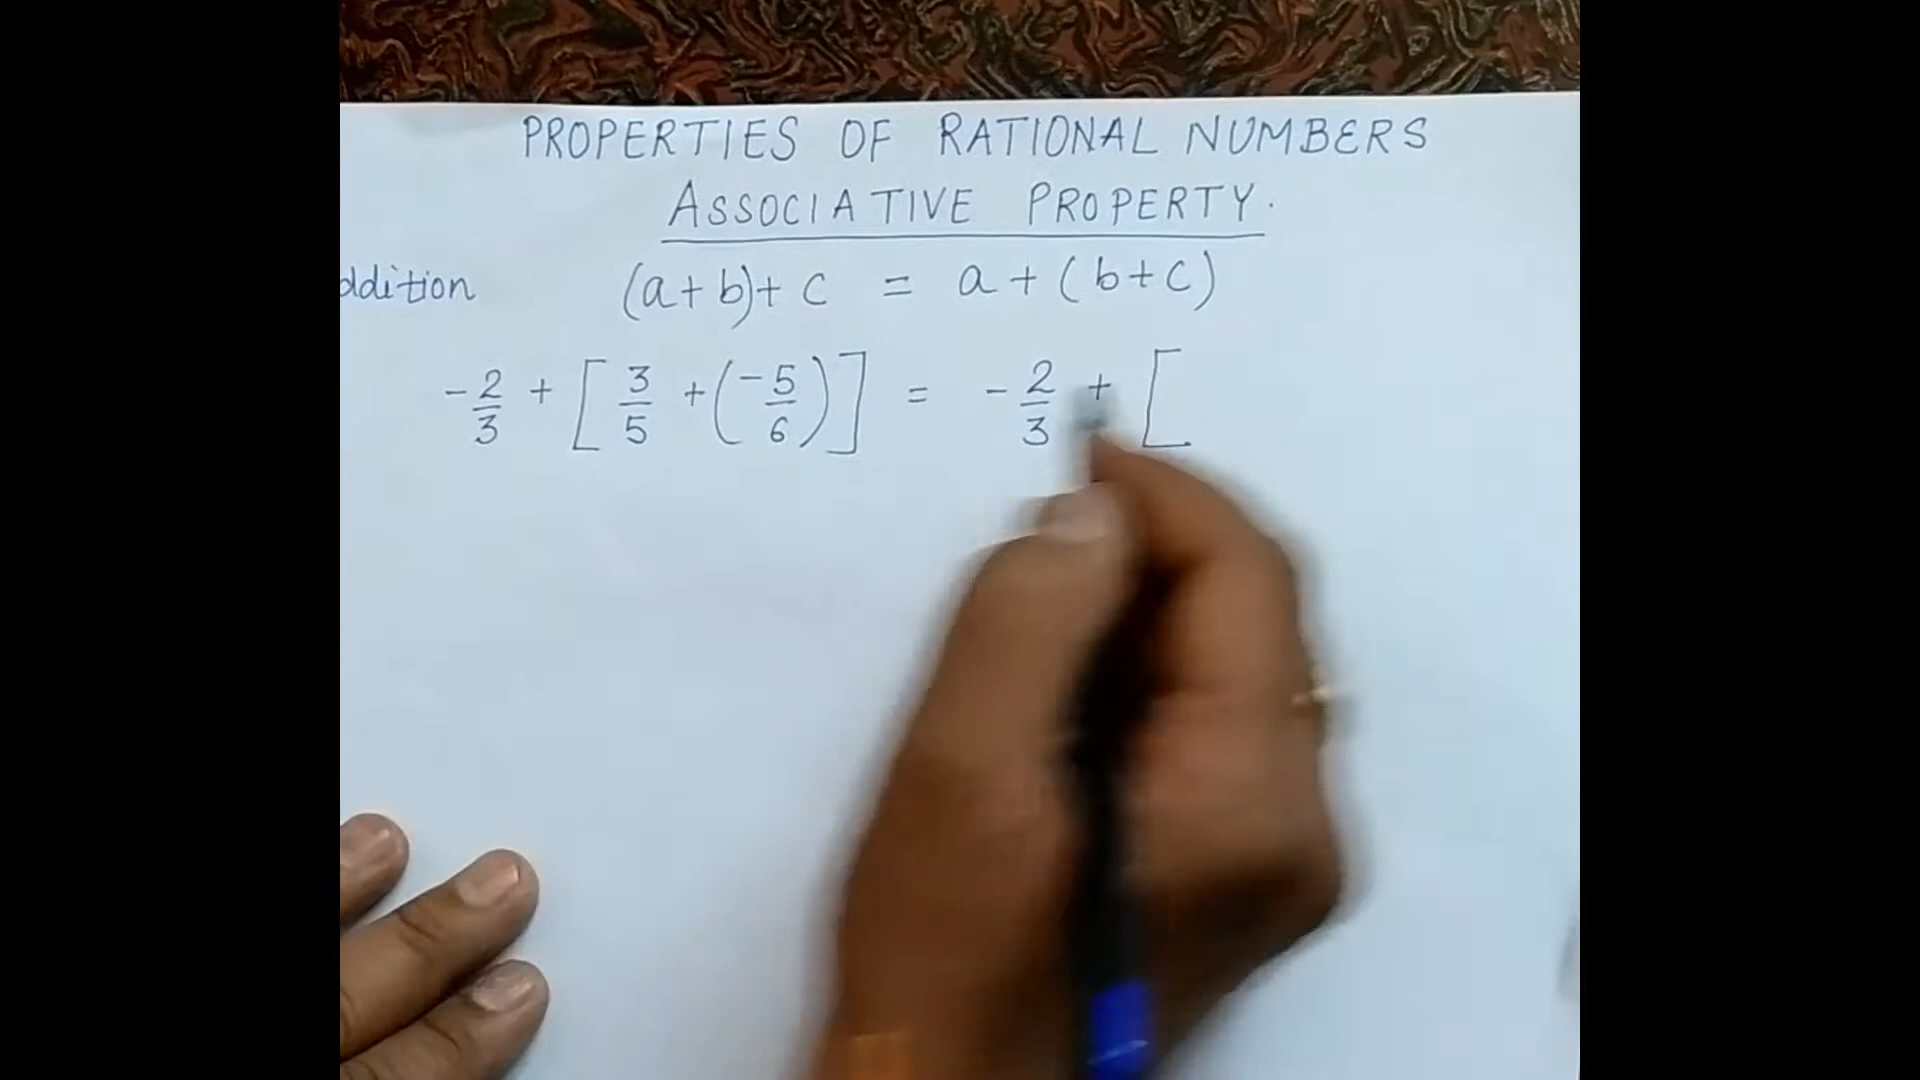 PROPERTIES OF RATIONAL NUMBERS
ASSOCIATIVE PROPERTY.
ddition (a+b)+c = a+(b+c)
-2/3 + [3/5 + (-5/6)] = -2/3 + [